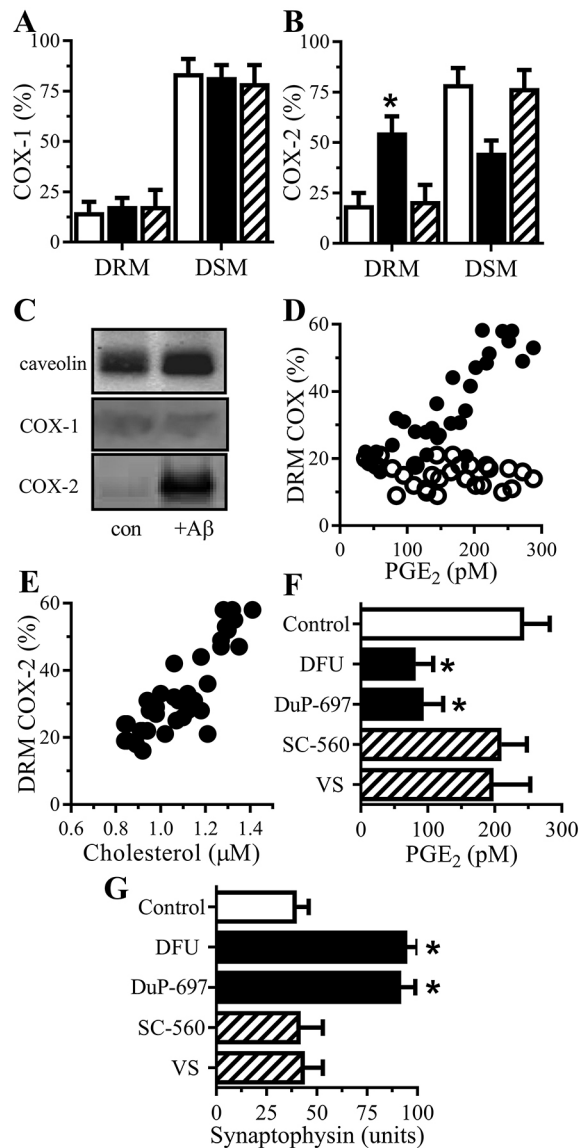 A
B
100
75
50
25
0
COX-1 (%)
DRM DSM
100
75
50
25
0
COX-2 (%)
*
DRM DSM
C
caveolin
COX-1
COX-2
con +Aβ
D
60
40
20
0
DRM COX (%)
0 100 200 300
PGE₂ (pM)
E
60
50
40
30
20
10
0
DRM COX-2 (%)
0.6 0.8 1.0 1.2 1.4
Cholesterol (μM)
F
Control
DFU *
DuP-697 *
SC-560
VS
0 100 200 300
PGE₂ (pM)
G
Control
DFU *
DuP-697 *
SC-560
VS
0 25 50 75 100
Synaptophysin (units)